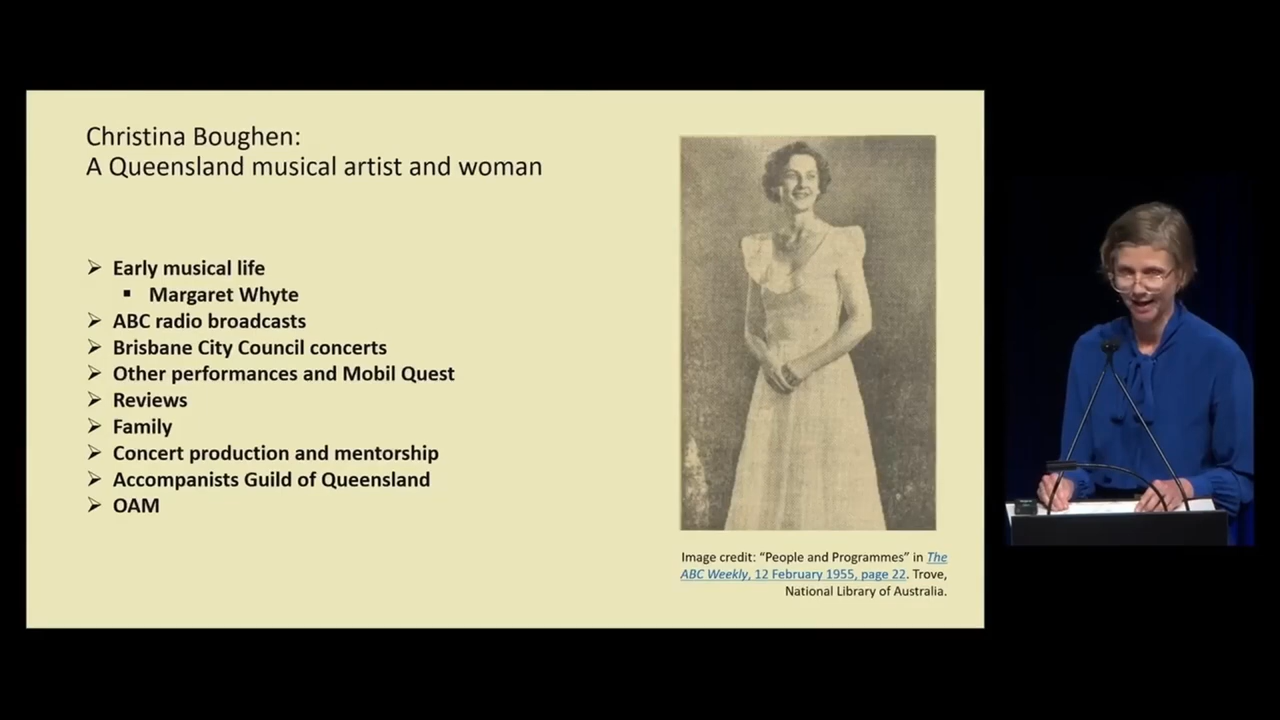 Christina Boughen:
A Queensland musical artist and woman
➢ Early musical life
▪ Margaret Whyte
➢ ABC radio broadcasts
➢ Brisbane City Council concerts
➢ Other performances and Mobil Quest
➢ Reviews
➢ Family
➢ Concert production and mentorship
➢ Accompanists Guild of Queensland
➢ OAM
Image credit: “People and Programmes” in The
ABC Weekly, 12 February 1955, page 22. Trove,
National Library of Australia.